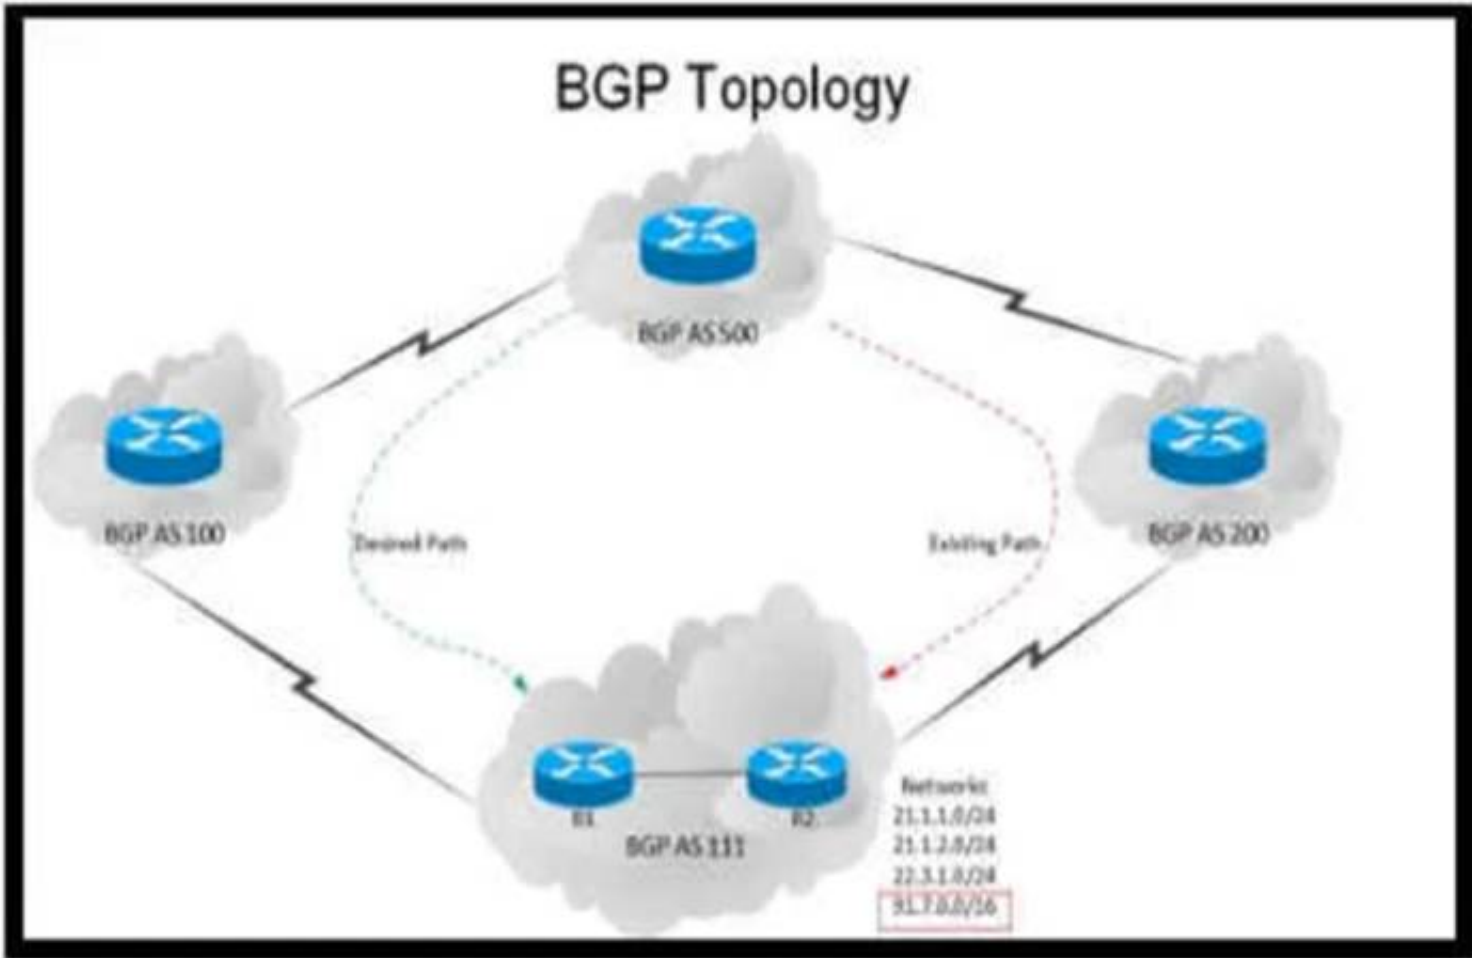 BGP Topology
BGP AS 500
BGP AS 100
Desired Path
Existing Path
BGP AS 200
R1
R2
BGP AS 111
Networks
21.1.1.0/24
21.1.2.0/24
22.3.1.0/24
91.7.0.0/16